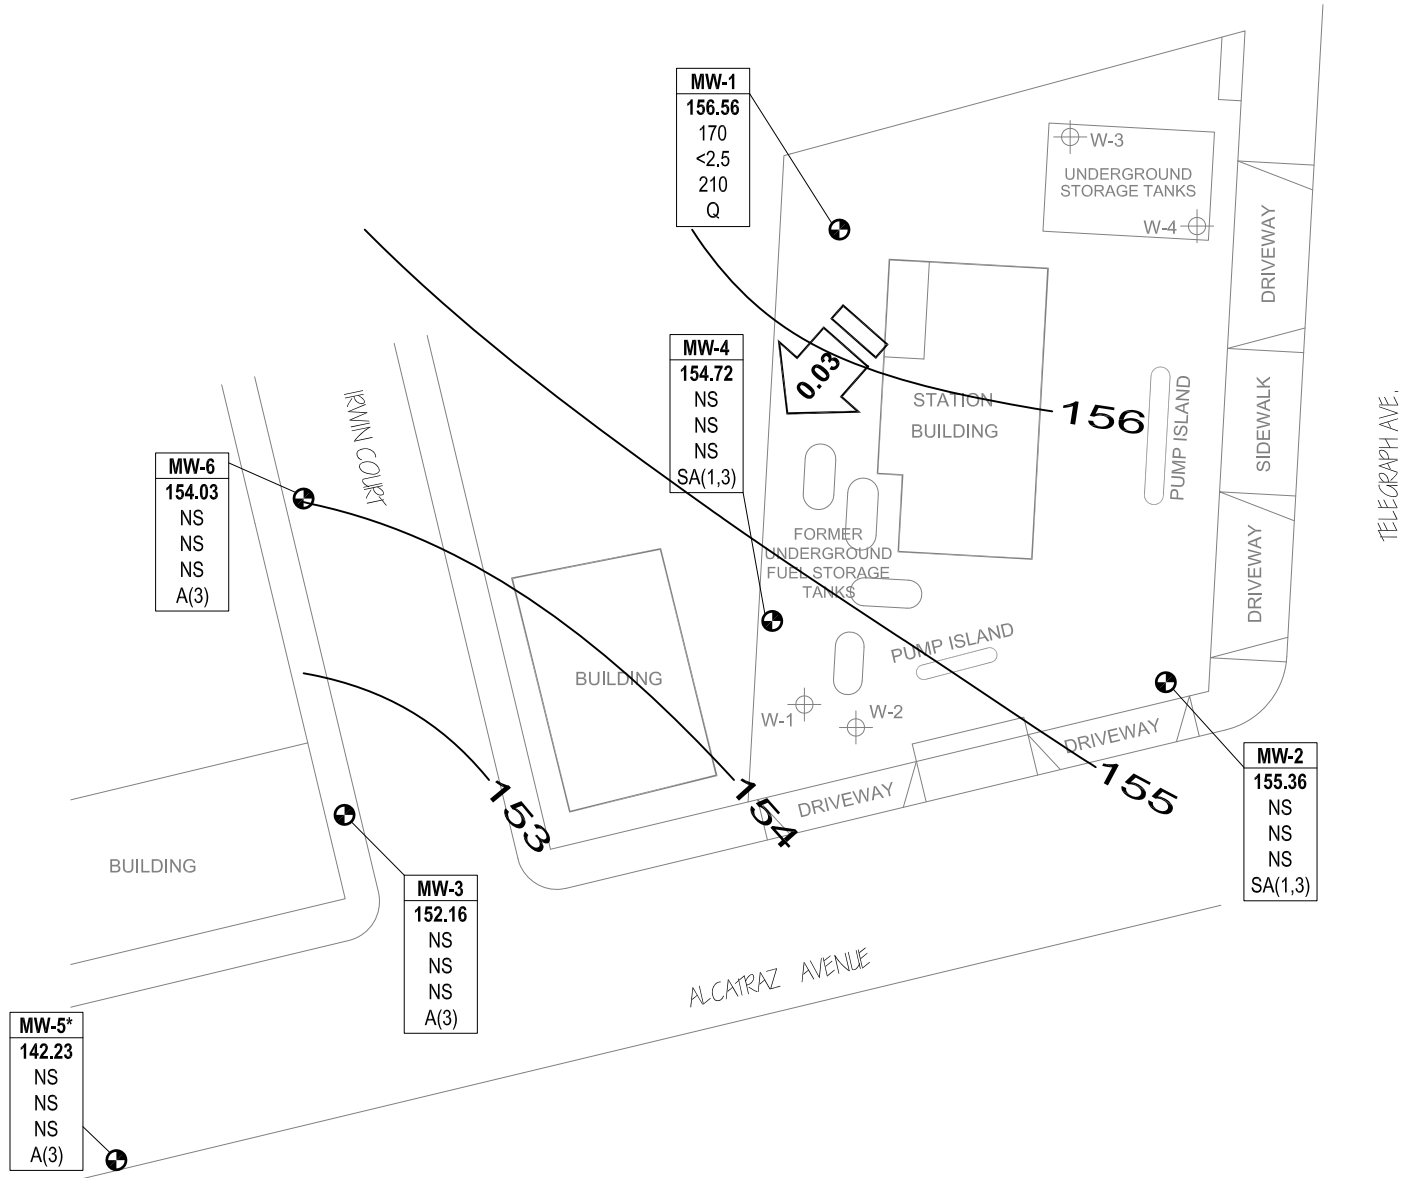 MW-1
156.56
170
<2.5
210
Q
W-3
UNDERGROUND
STORAGE TANKS
W-4
DRIVEWAY
SIDEWALK
DRIVEWAY
TELEGRAPH AVE.
MW-4
154.72
NS
NS
NS
SA(1,3)
0.03
STATION
BUILDING
156
PUMP ISLAND
IRWIN COURT
MW-6
154.03
NS
NS
NS
A(3)
FORMER
UNDERGROUND
FUEL STORAGE
TANKS
PUMP ISLAND
BUILDING
W-1
W-2
DRIVEWAY
DRIVEWAY
153
154
155
MW-2
155.36
NS
NS
NS
SA(1,3)
BUILDING
MW-3
152.16
NS
NS
NS
A(3)
ALCATRAZ AVENUE
MW-5*
142.23
NS
NS
NS
A(3)